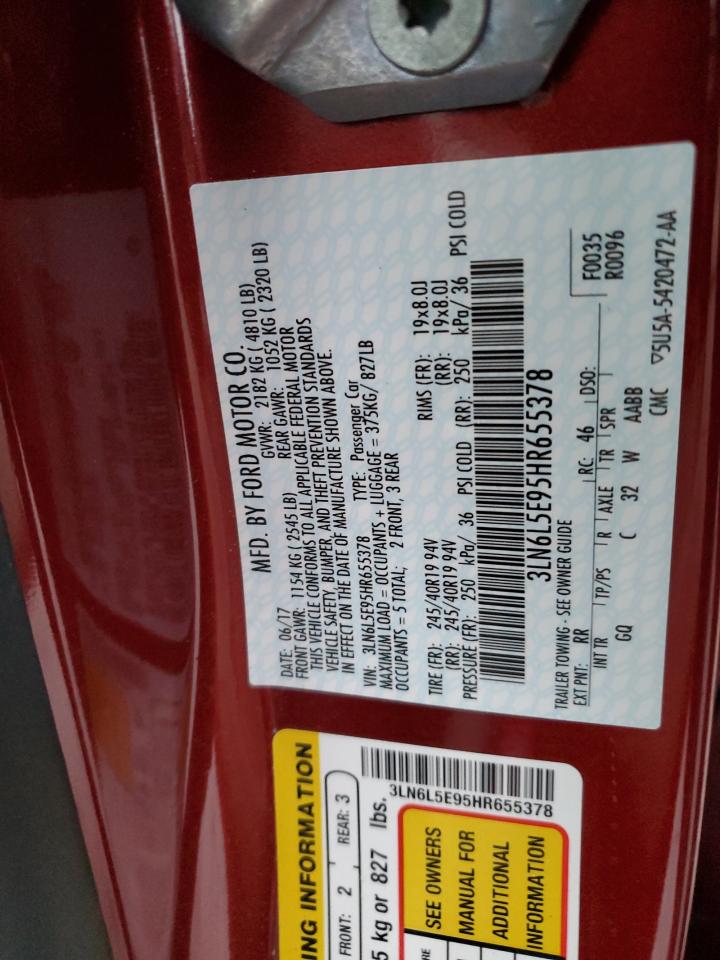 MFD. BY FORD MOTOR CO.
DATE: 06/17 GVWR: 2182 KG ( 4810 LB)
FRONT GAWR: 1154 KG ( 2545 LB) REAR GAWR: 1052 KG ( 2320 LB)
THIS VEHICLE CONFORMS TO ALL APPLICABLE FEDERAL MOTOR
VEHICLE SAFETY, BUMPER, AND THEFT PREVENTION STANDARDS
IN EFFECT ON THE DATE OF MANUFACTURE SHOWN ABOVE.
VIN: 3LN6L5E95HR655378 TYPE: Passenger Car
MAXIMUM LOAD = OCCUPANTS + LUGGAGE = 375KG/ 827LB
OCCUPANTS = 5 TOTAL; 2 FRONT, 3 REAR
TIRE (FR): 245/40R19 94V RIMS (FR): 19x8.0J
(RR): 245/40R19 94V (RR): 19x8.0J
PRESSURE (FR): 250 kPa/ 36 PSI COLD (RR): 250 kPa/ 36 PSI COLD
3LN6L5E95HR655378
TRAILER TOWING - SEE OWNER GUIDE
EXT PNT: RR RC: 46 DSO: F0035
R0096
INT TR TP/PS R AXLE TR SPR
GQ C 32 W AABB
CMC ▽5U5A-5420472-AA
ING INFORMATION
FRONT: 2 REAR: 3
5 kg or 827 lbs.
3LN6L5E95HR655378
SEE OWNERS
MANUAL FOR
ADDITIONAL
INFORMATION